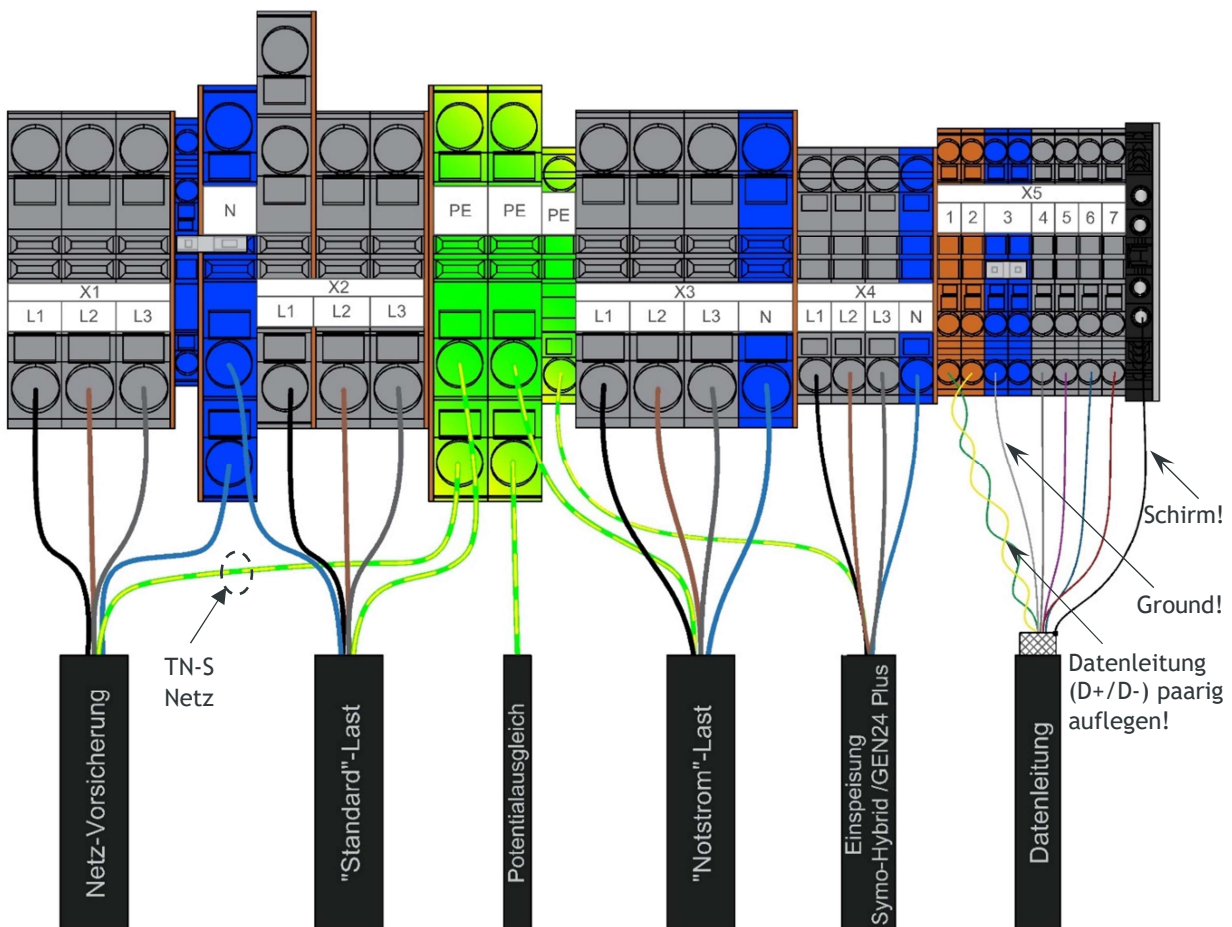 N
PE
PE
PE
X5
1 2 3 4 5 6 7
X1
L1 L2 L3
X2
L1 L2 L3
X3
L1 L2 L3 N
X4
L1 L2 L3 N
Schirm!
Ground!
TN-S
Netz
Datenleitung
(D+/D-) paarig
auflegen!
Netz-Vorsicherung
"Standard"-Last
Potentialausgleich
"Notstrom"-Last
Einspeisung
Symo-Hybrid /GEN24 Plus
Datenleitung